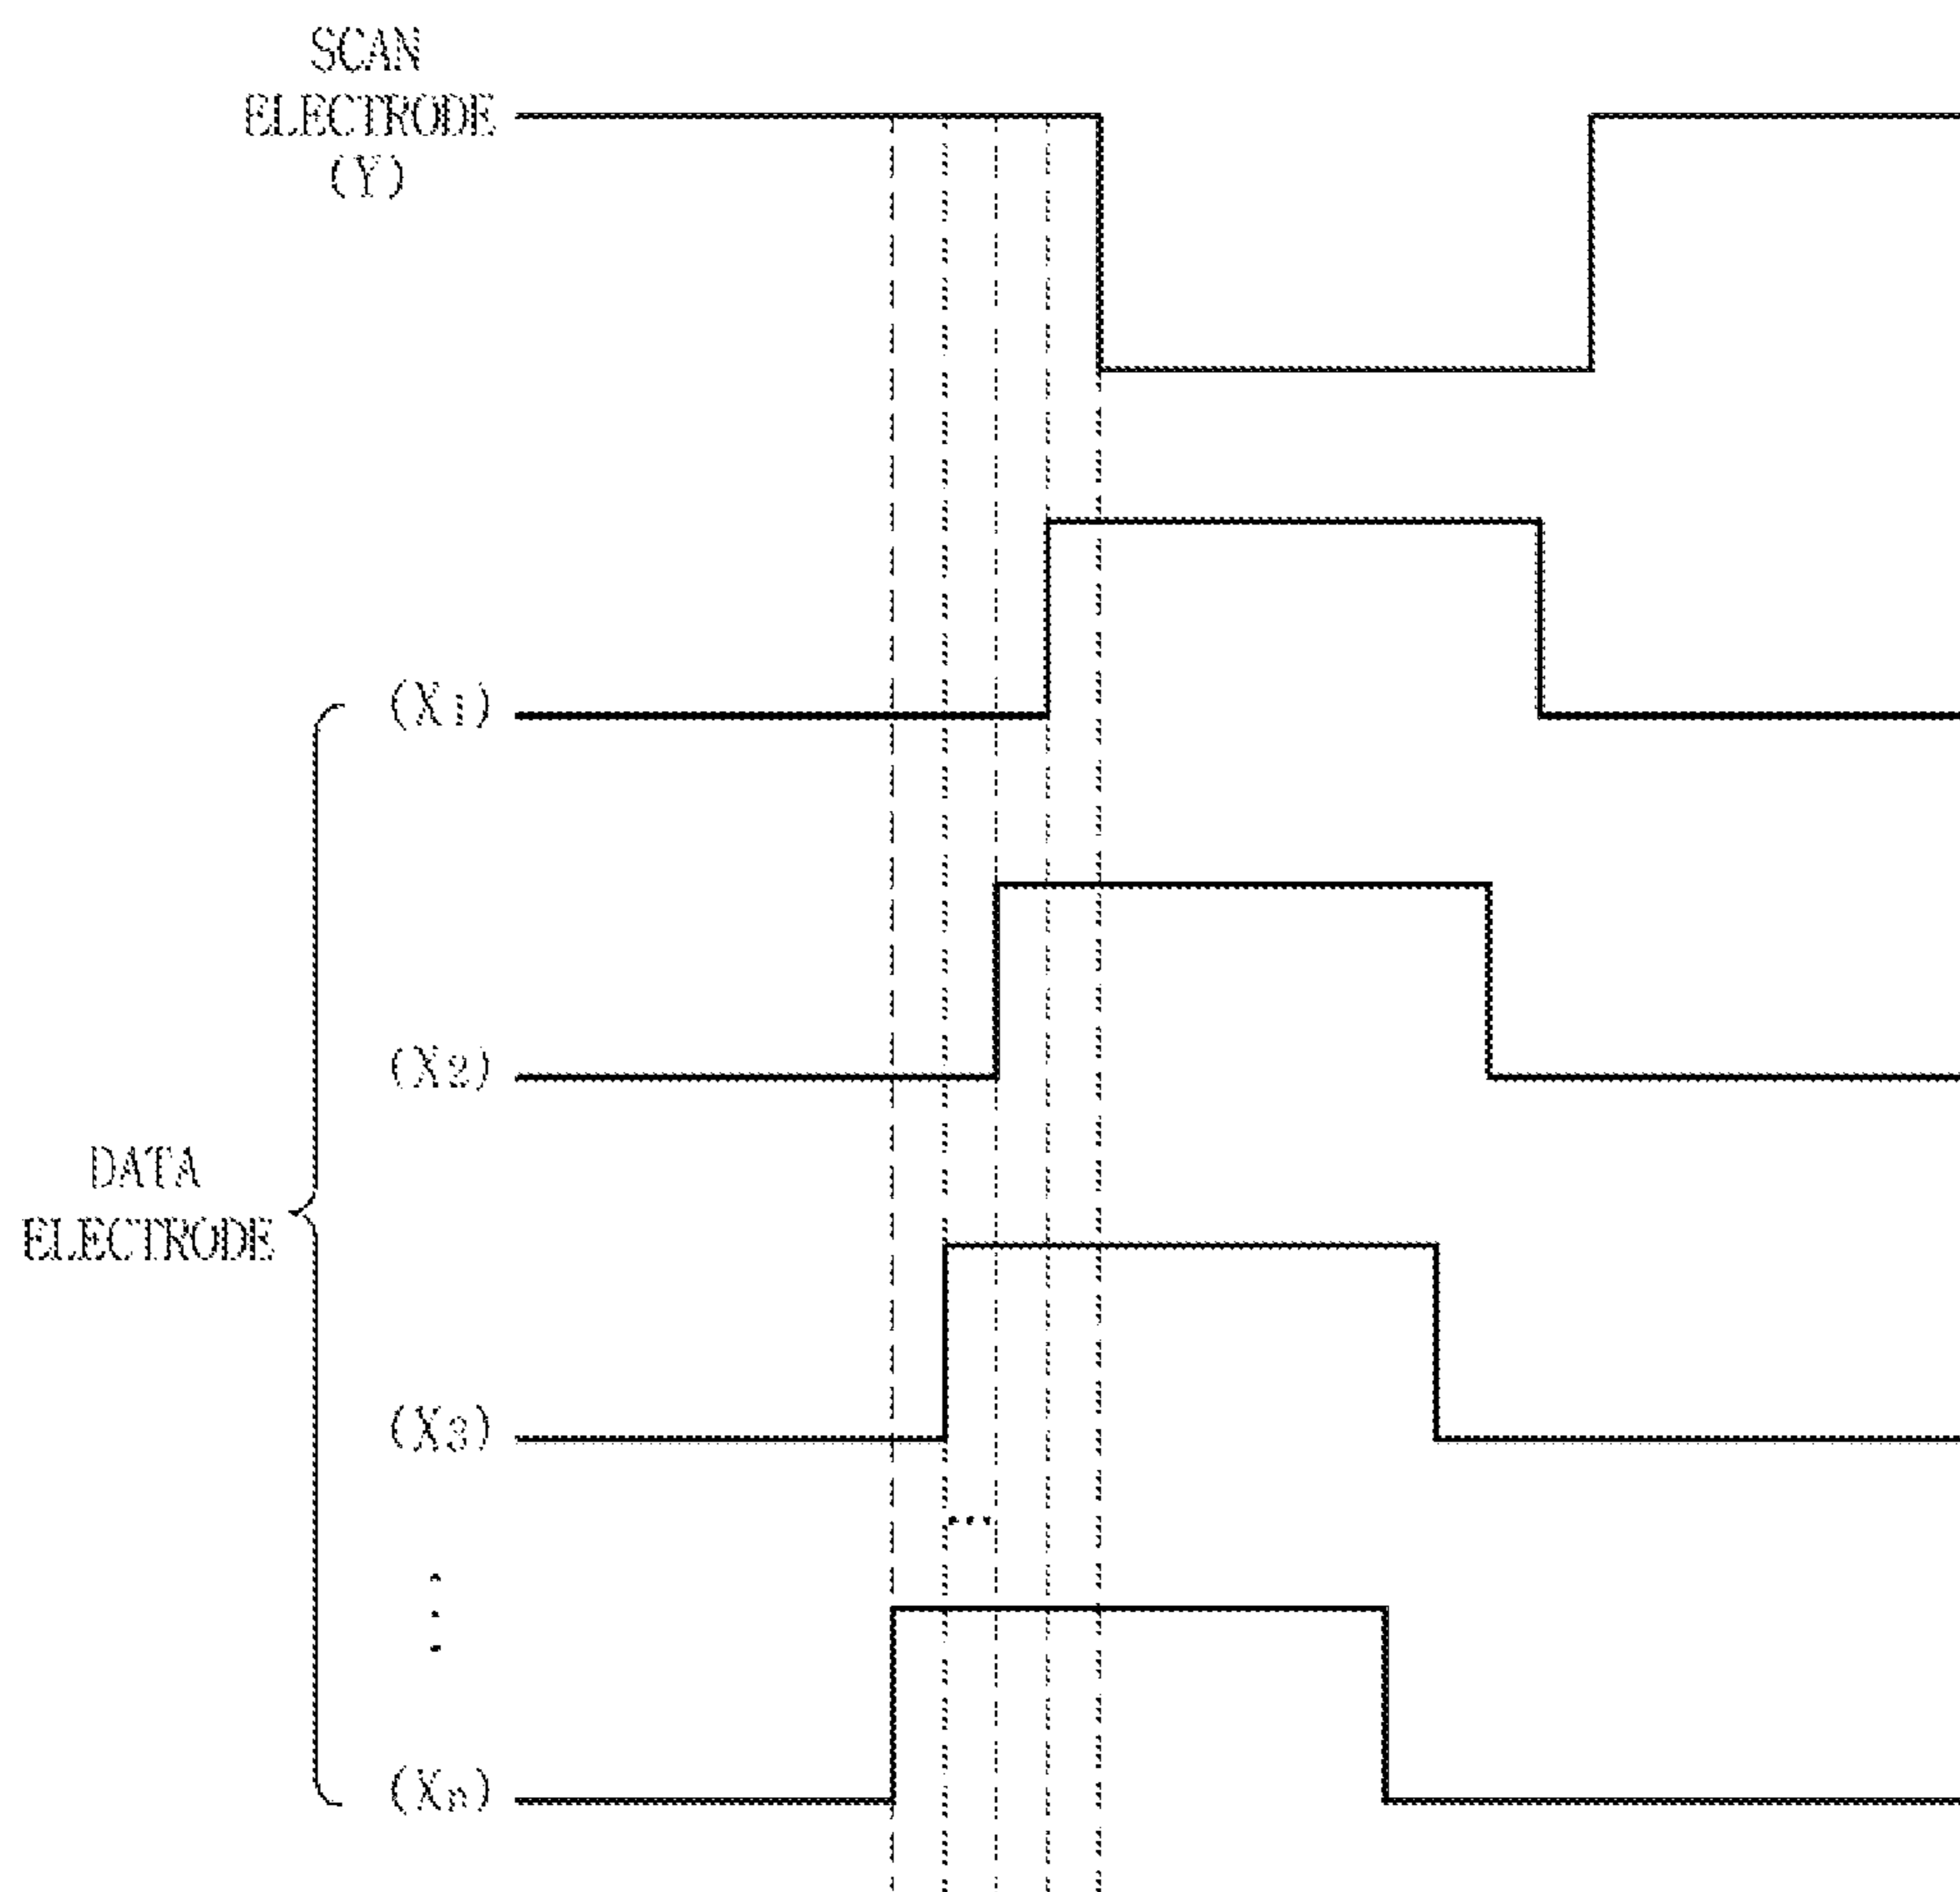 SCAN
ELECTRODE
(Y)
(X1)
(X2)
DATA
ELECTRODE
(X3)
...
(Xn)